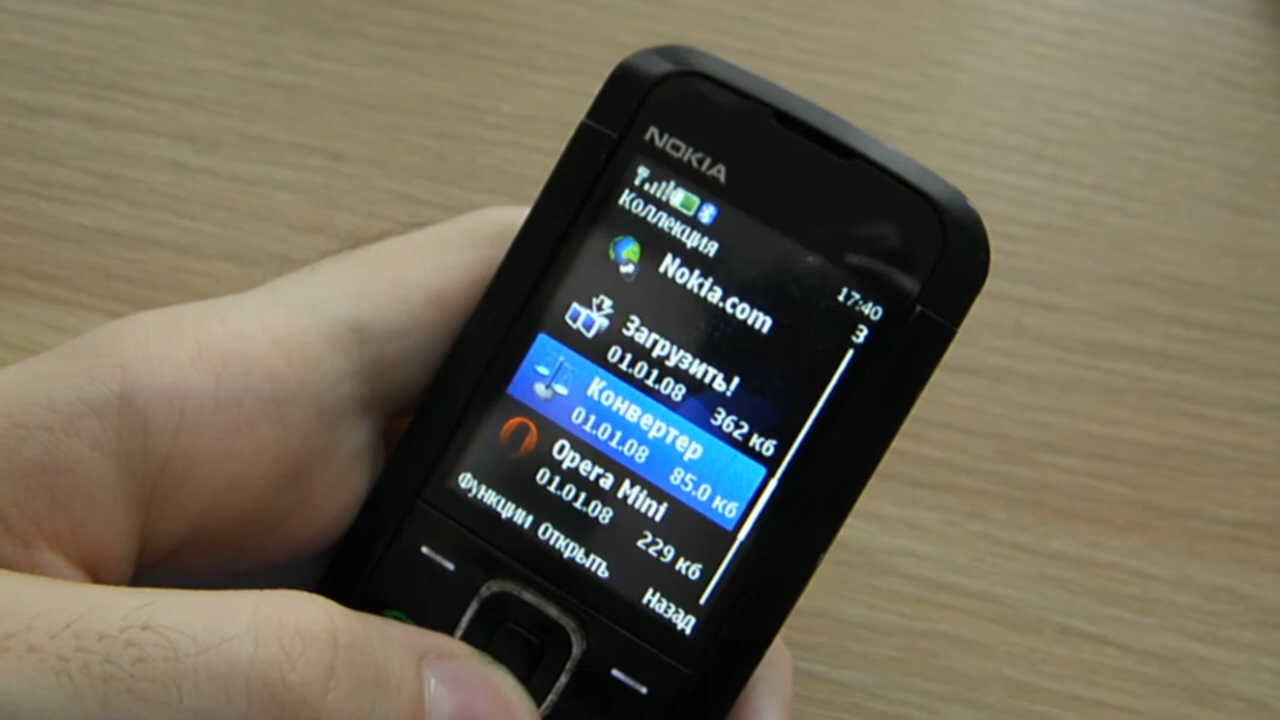 NOKIA
Коллекция
17:40
3
Nokia.com
Загрузить!
01.01.08 362 кб
Конвертер
01.01.08 85.0 кб
Opera Mini
01.01.08 229 кб
Функции Открыть Назад